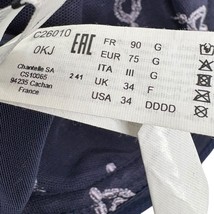 C26010
0KJ
EAC
Chantelle SA
CS10065
94235 Cachan
France
241
FR 90 G
EUR 75 G
ITA III G
UK 34 F
USA 34 DDDD